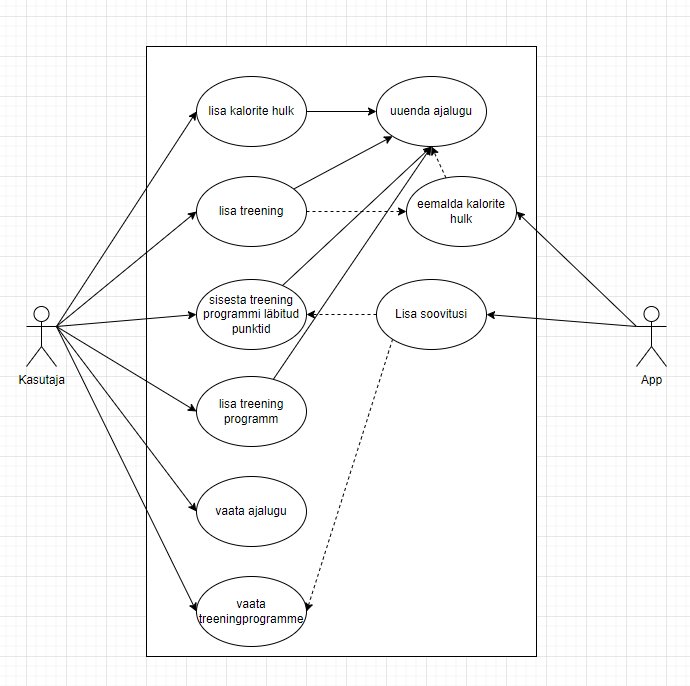 lisa kalorite hulk
uuenda ajalugu
lisa treening
eemalda kalorite
hulk
sisesta treening
programmi läbitud
punktid
Lisa soovitusi
Kasutaja
App
lisa treening
programm
vaata ajalugu
vaata
treeningprogramme